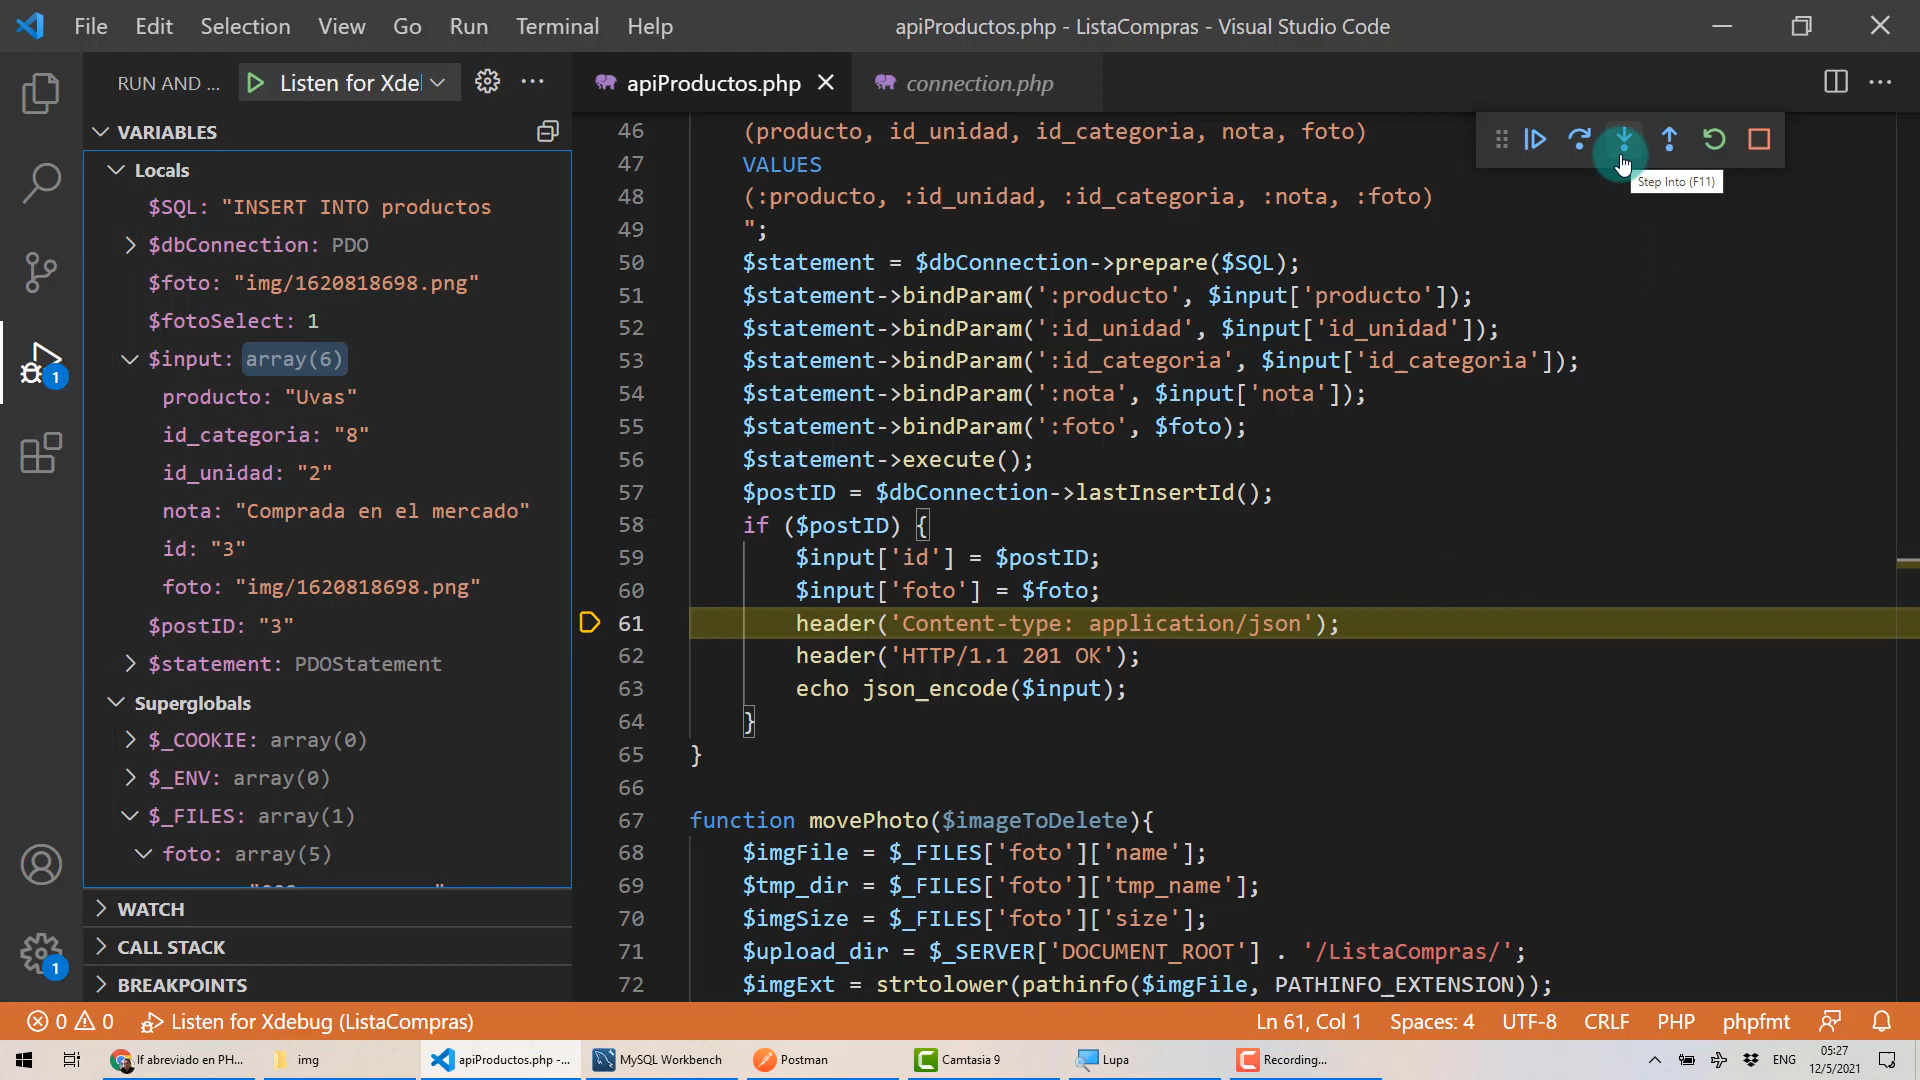 File Edit Selection View Go Run Terminal Help
apiProductos.php - ListaCompras - Visual Studio Code
RUN AND ...
Listen for Xde
VARIABLES
Locals
$SQL: "INSERT INTO productos
$dbConnection: PDO
$foto: "img/1620818698.png"
$fotoSelect: 1
$input: array(6)
producto: "Uvas"
id_categoria: "8"
id_unidad: "2"
nota: "Comprada en el mercado"
id: "3"
foto: "img/1620818698.png"
$postID: "3"
$statement: PDOStatement
Superglobals
$_COOKIE: array(0)
$_ENV: array(0)
$_FILES: array(1)
foto: array(5)
WATCH
CALL STACK
BREAKPOINTS
1
1
apiProductos.php
connection.php
Step Into (F11)
46 (producto, id_unidad, id_categoria, nota, foto)
47 VALUES
48 (:producto, :id_unidad, :id_categoria, :nota, :foto)
49 ";
50 $statement = $dbConnection->prepare($SQL);
51 $statement->bindParam(':producto', $input['producto']);
52 $statement->bindParam(':id_unidad', $input['id_unidad']);
53 $statement->bindParam(':id_categoria', $input['id_categoria']);
54 $statement->bindParam(':nota', $input['nota']);
55 $statement->bindParam(':foto', $foto);
56 $statement->execute();
57 $postID = $dbConnection->lastInsertId();
58 if ($postID) {
59 $input['id'] = $postID;
60 $input['foto'] = $foto;
61 header('Content-type: application/json');
62 header('HTTP/1.1 201 OK');
63 echo json_encode($input);
64 }
65 }
66
67 function movePhoto($imageToDelete){
68 $imgFile = $_FILES['foto']['name'];
69 $tmp_dir = $_FILES['foto']['tmp_name'];
70 $imgSize = $_FILES['foto']['size'];
71 $upload_dir = $_SERVER['DOCUMENT_ROOT'] . '/ListaCompras/';
72 $imgExt = strtolower(pathinfo($imgFile, PATHINFO_EXTENSION));
0 0 Listen for Xdebug (ListaCompras)
Ln 61, Col 1 Spaces: 4 UTF-8 CRLF PHP phpfmt
If abreviado en PH...
img
apiProductos.php -...
MySQL Workbench
Postman
Camtasia 9
Lupa
Recording...
ENG
05:27
12/5/2021